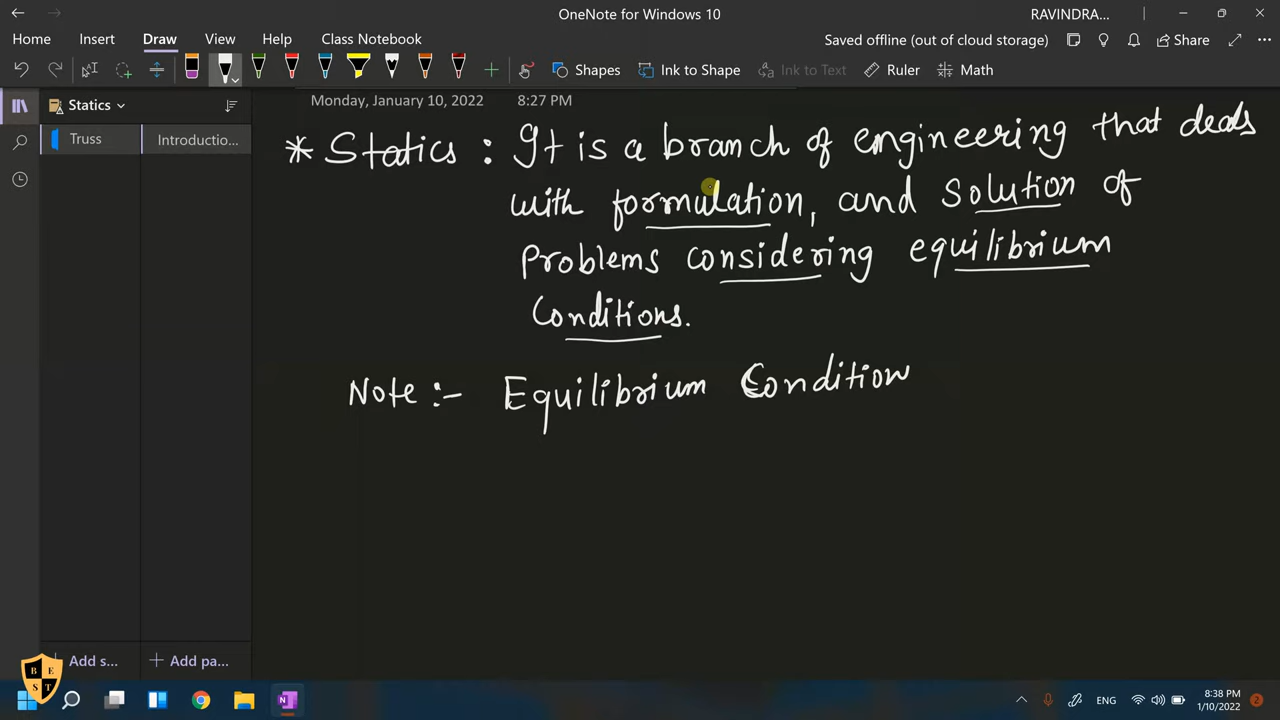 OneNote for Windows 10
RAVINDRA...
Home Insert Draw View Help Class Notebook
Saved offline (out of cloud storage)
Share
Shapes
Ink to Shape
Ink to Text
Ruler
Math
Statics
Truss
Introductio...
Monday, January 10, 2022 8:27 PM
* Statics : It is a branch of engineering that deals
with formulation, and solution of
Problems considering equilibrium
Conditions.
Note :- Equilibrium Condition
+ Add s...
+ Add pa...
BEST
N
ENG
8:38 PM
1/10/2022
2